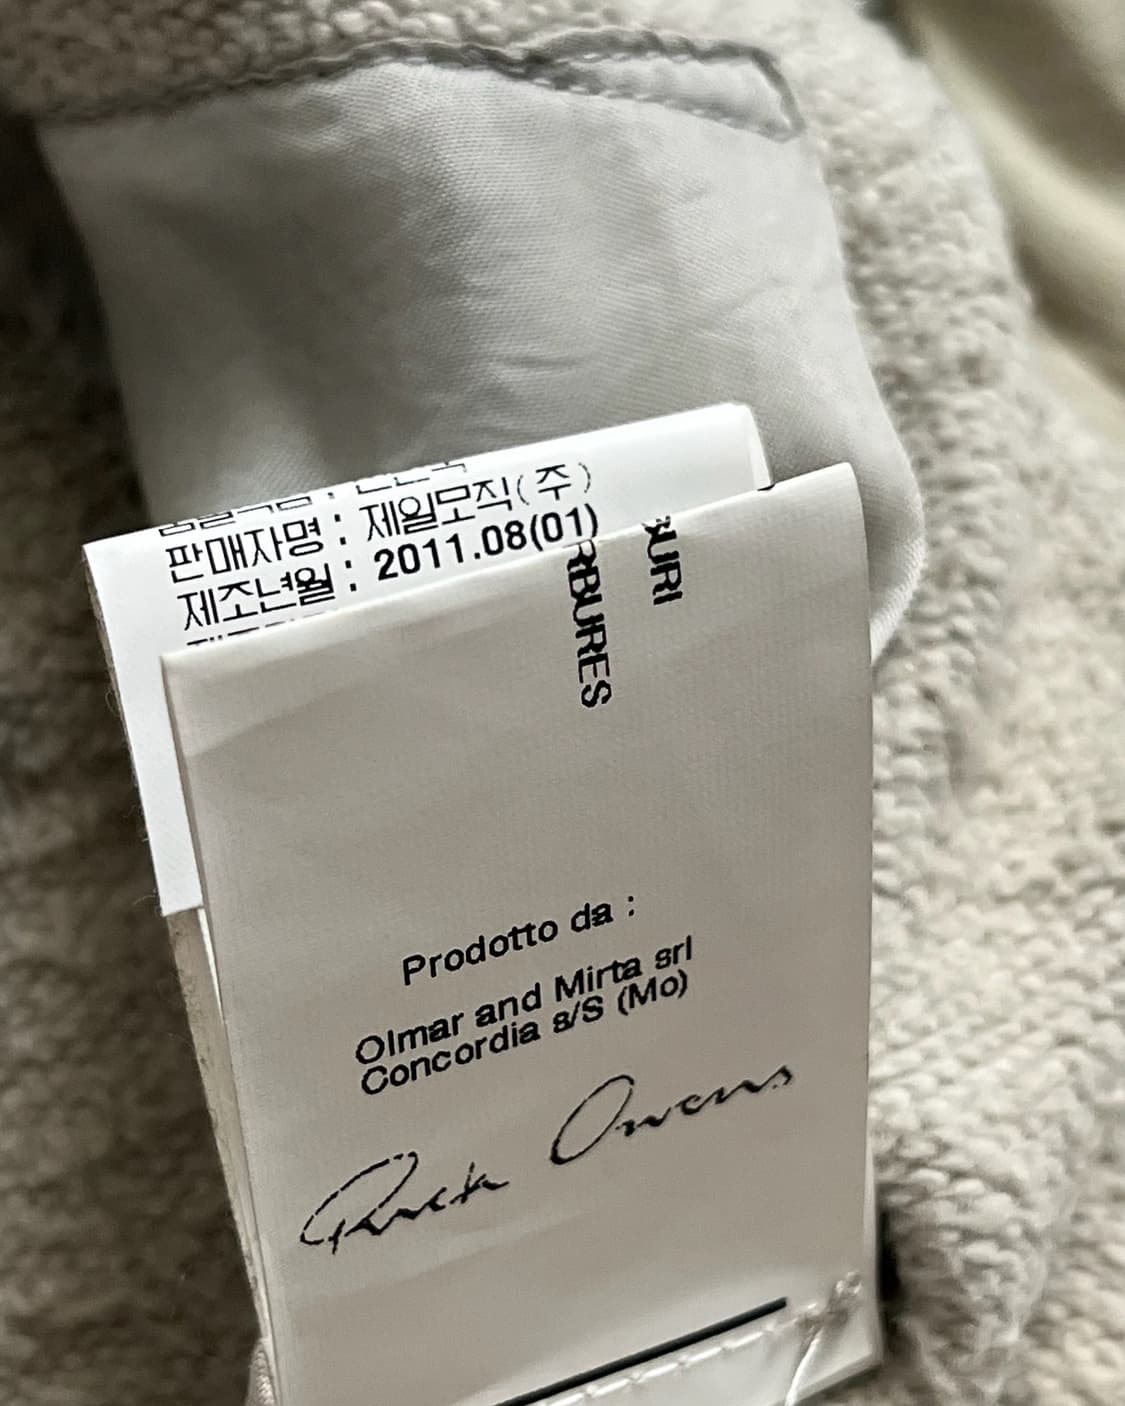 판매자명 : 제일모직(주)
제조년월 : 2011.08(01)
BURI
RBURES
Prodotto da :
Olmar and Mirta srl
Concordia s/S (Mo)
Rick Owens